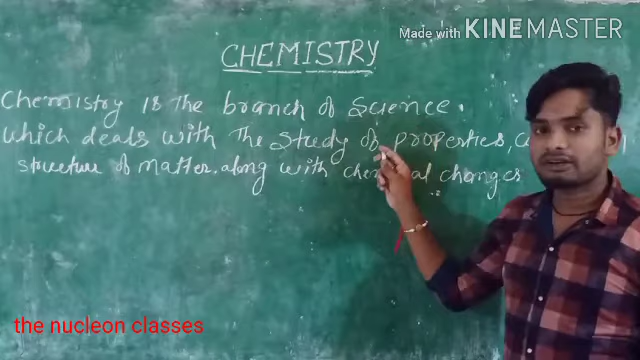 Made with KINEMASTER
CHEMISTRY
Chemistry is the branch of Science.
which deals with the study of properties,
structure of matter. along with chemical changes
the nucleon classes